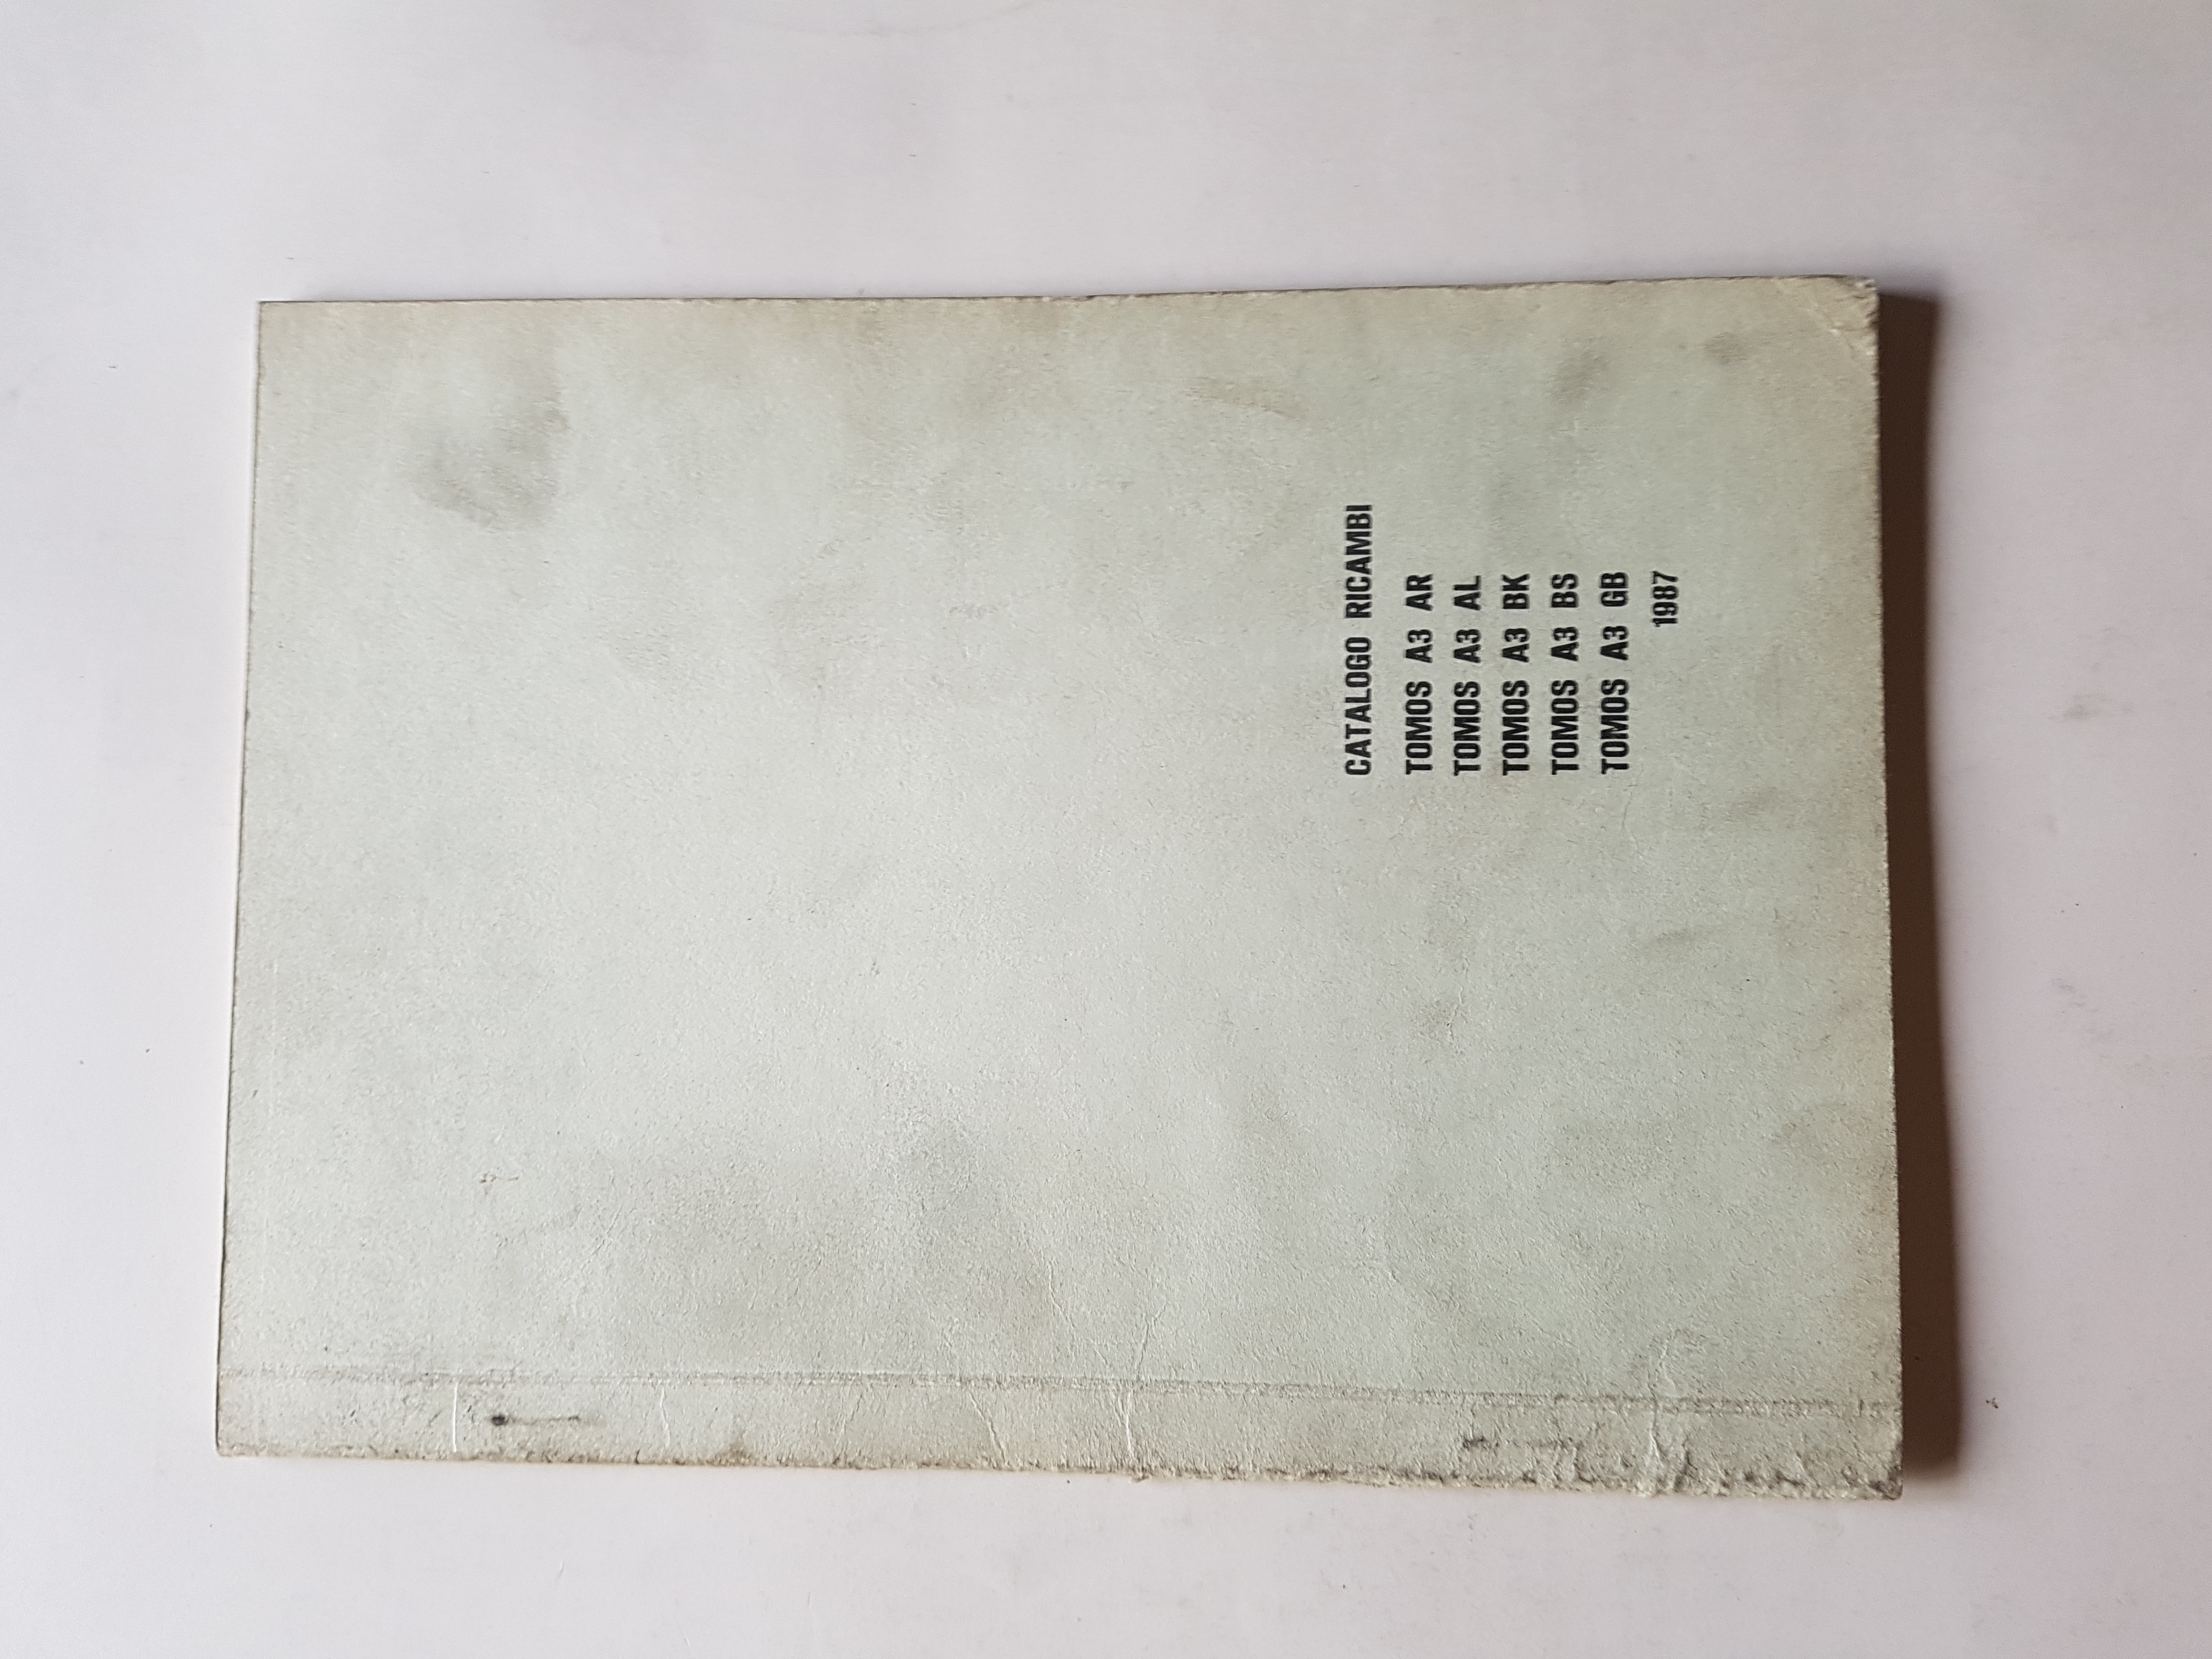 CATALOGO RICAMBI
TOMOS A3 AR
TOMOS A3 AL
TOMOS A3 BK
TOMOS A3 BS
TOMOS A3 GB
1987